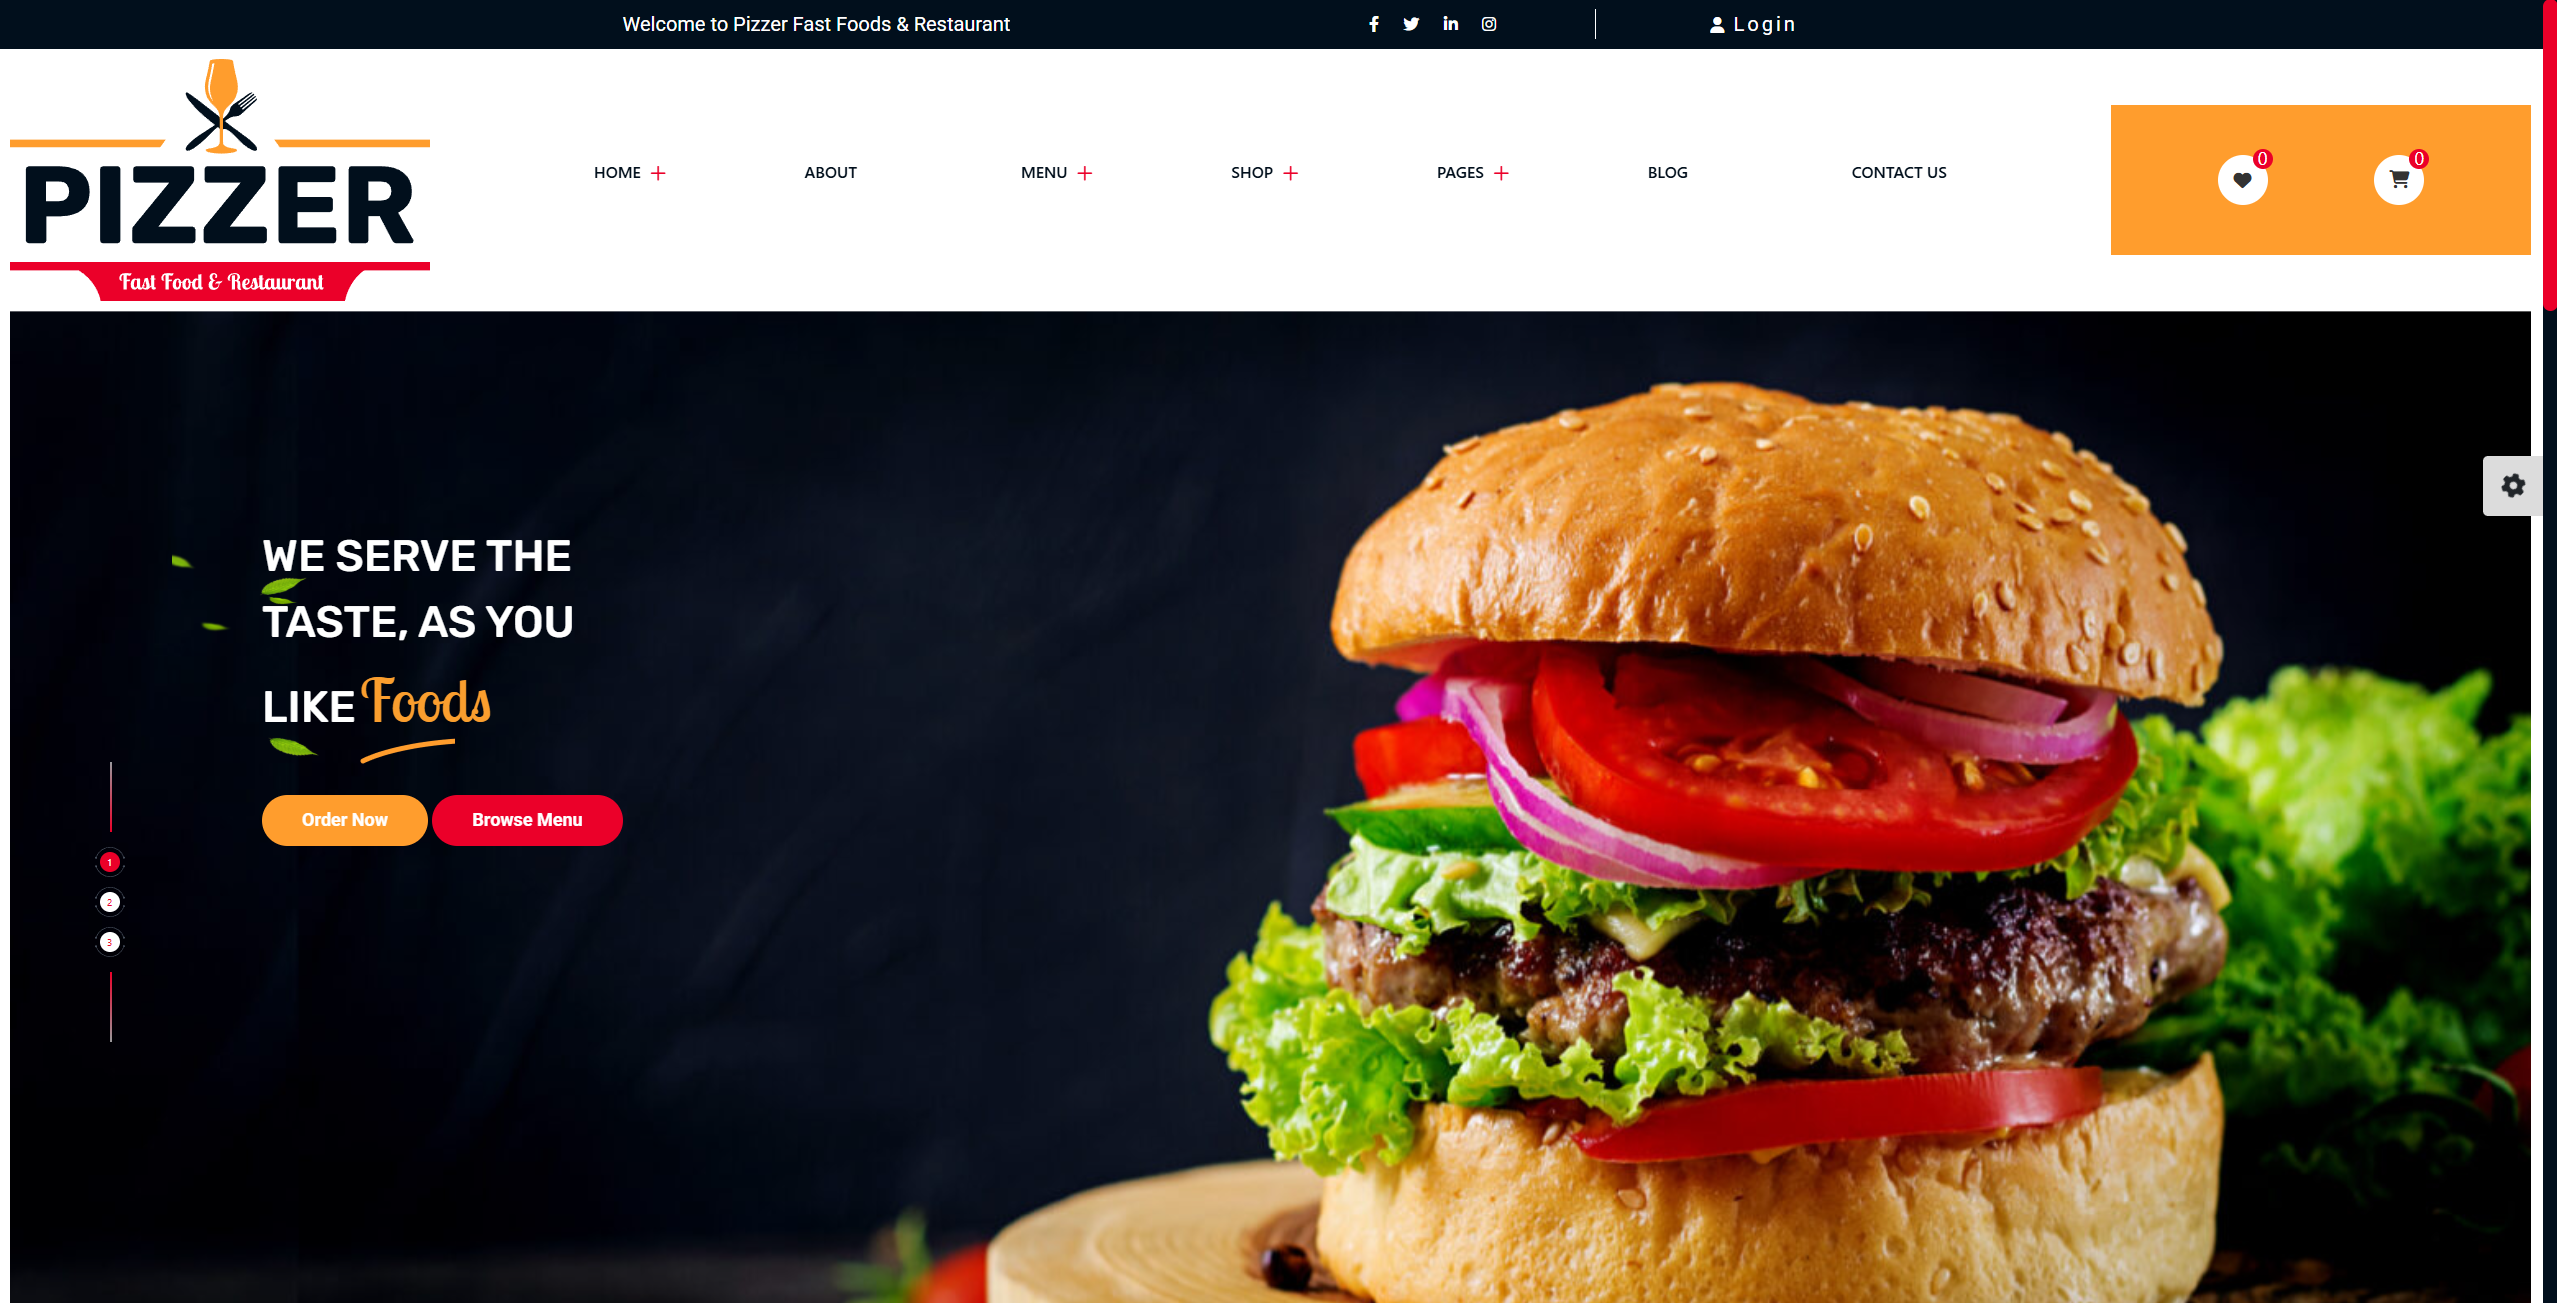 Welcome to Pizzer Fast Foods & Restaurant
Login
PIZZER
Fast Food & Restaurant
HOME
ABOUT
MENU
SHOP
PAGES
BLOG
CONTACT US
0
0
WE SERVE THE
TASTE, AS YOU
LIKE Foods
Order Now
Browse Menu
1
2
3